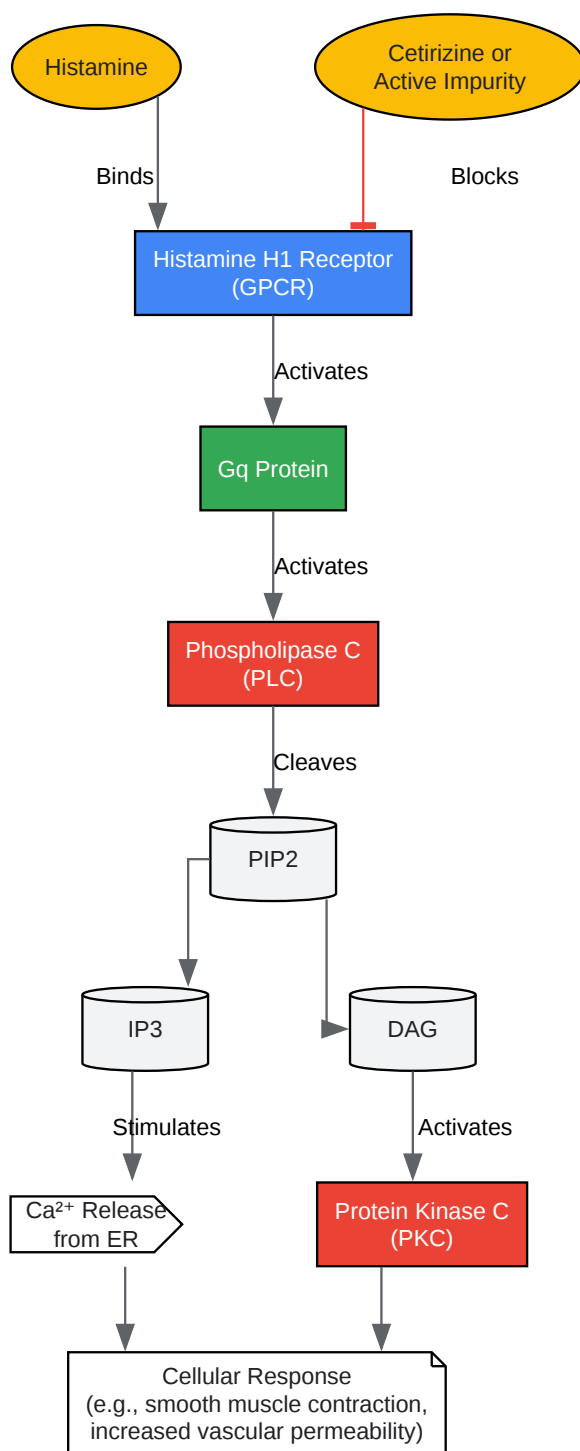 Histamine
Cetirizine or
Active Impurity
Binds
Blocks
Histamine H1 Receptor
(GPCR)
Activates
Gq Protein
Activates
Phospholipase C
(PLC)
Cleaves
PIP2
IP3
DAG
Stimulates
Activates
Ca²⁺ Release
from ER
Protein Kinase C
(PKC)
Cellular Response
(e.g., smooth muscle contraction,
increased vascular permeability)